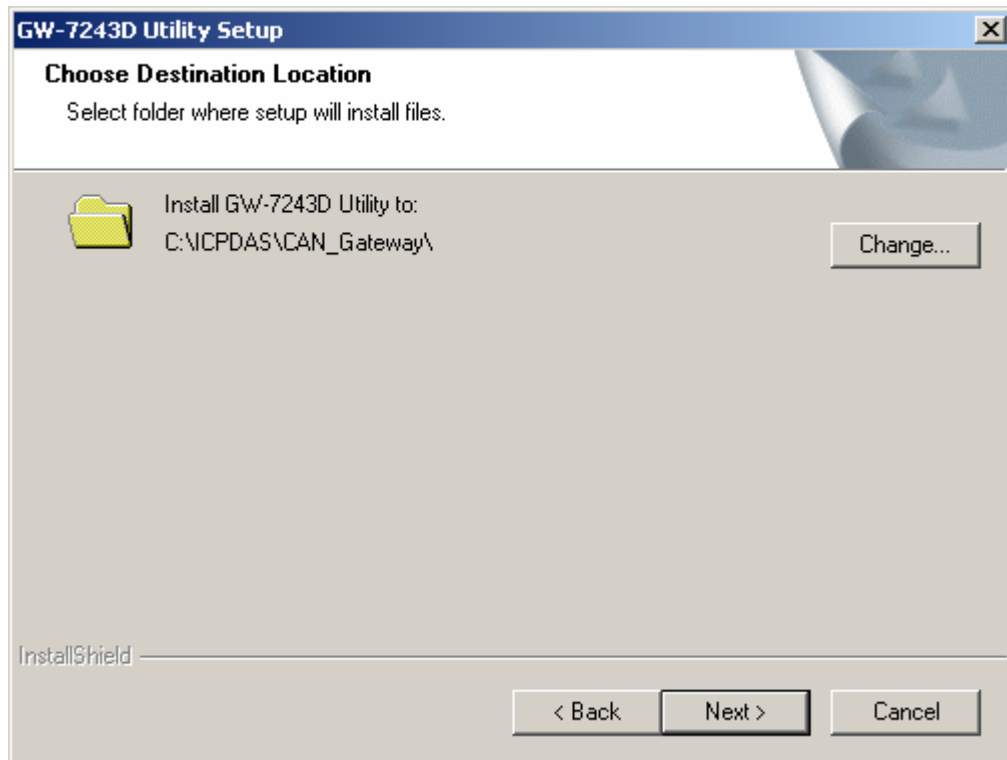 GW-7243D Utility Setup
Choose Destination Location
Select folder where setup will install files.
Install GW-7243D Utility to:
C:\ICPDAS\CAN_Gateway\
Change...
InstallShield
< Back
Next >
Cancel